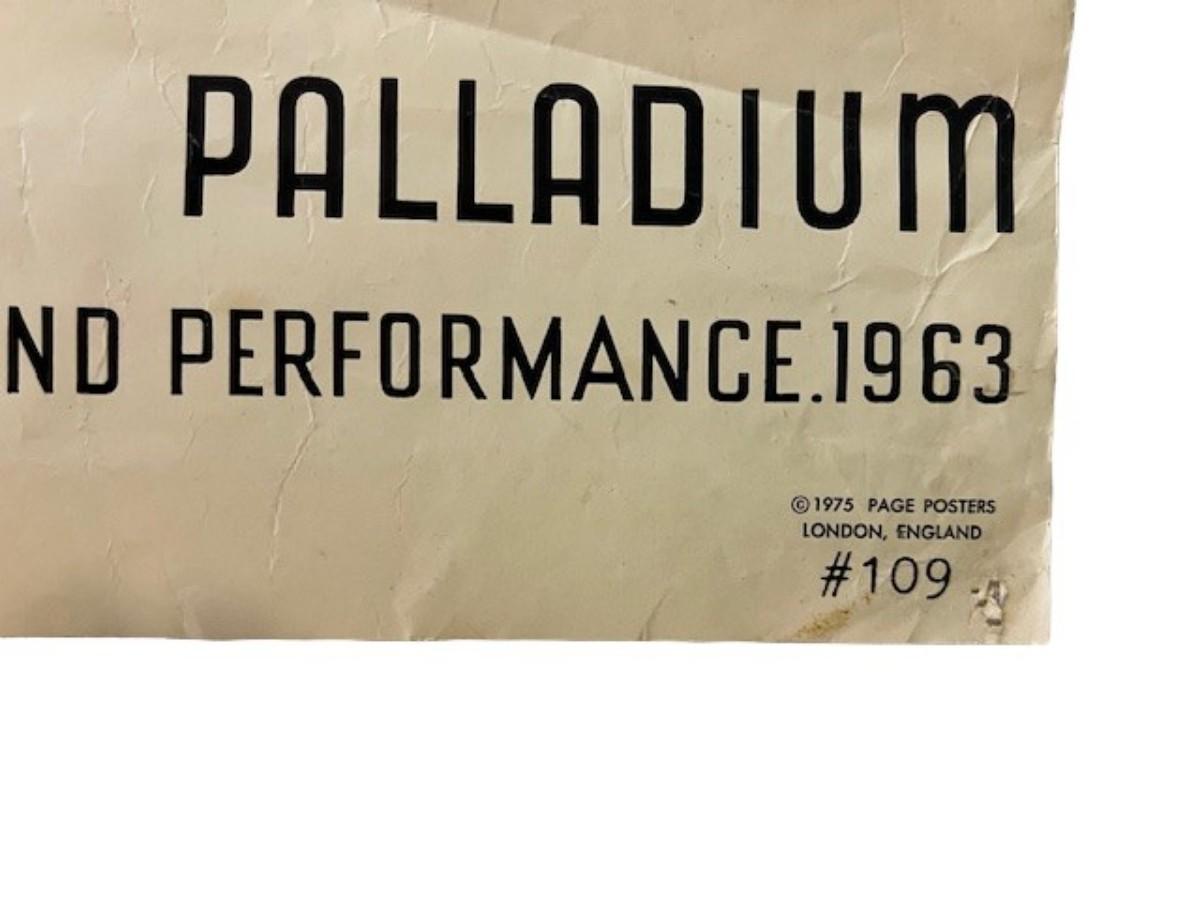 PALLADIUM
ND PERFORMANCE.1963
©1975 PAGE POSTERS
LONDON, ENGLAND
#109